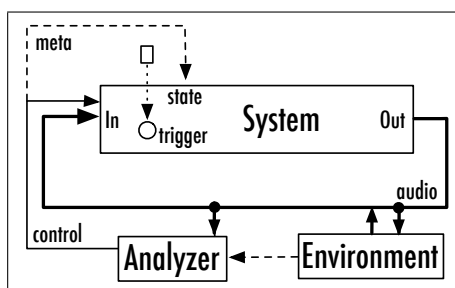 meta
state
In
System
Out
trigger
audio
control
Analyzer
Environment